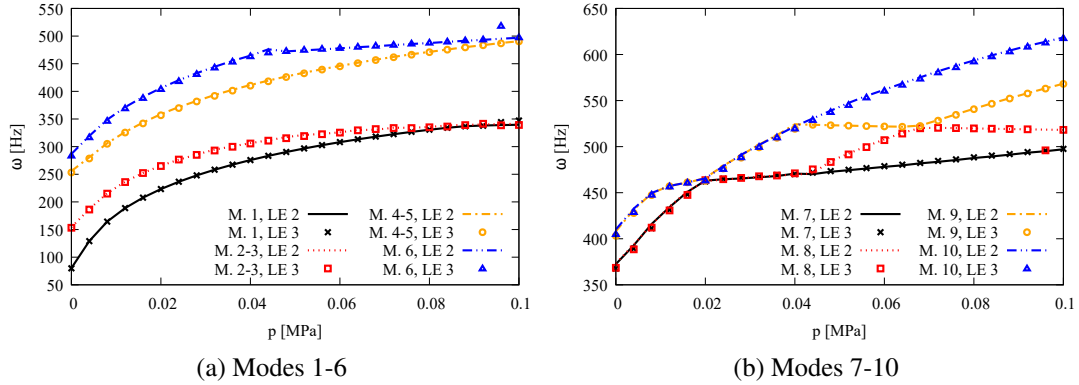 550
500
450
400
350
300
250
200
150
100
50
ω [Hz]
0
0.02
0.04
0.06
0.08
0.1
p [MPa]
M. 1, LE 2
M. 1, LE 3
M. 2-3, LE 2
M. 2-3, LE 3
M. 4-5, LE 2
M. 4-5, LE 3
M. 6, LE 2
M. 6, LE 3
(a) Modes 1-6
650
600
550
500
450
400
350
ω [Hz]
0
0.02
0.04
0.06
0.08
0.1
p [MPa]
M. 7, LE 2
M. 7, LE 3
M. 8, LE 2
M. 8, LE 3
M. 9, LE 2
M. 9, LE 3
M. 10, LE 2
M. 10, LE 3
(b) Modes 7-10